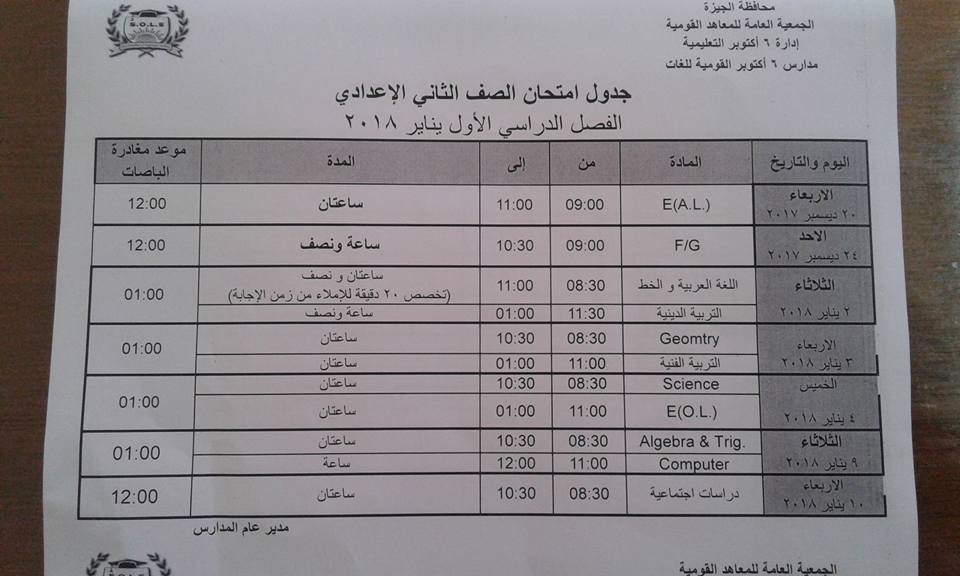 محافظة الجيزة
الجمعية العامة للمعاهد القومية
إدارة ٦ أكتوبر التعليمية
مدارس ٦ أكتوبر القومية للغات
S.O.L.S
جدول امتحان الصف الثاني الإعدادي
الفصل الدراسي الأول يناير ٢٠١٨
اليوم والتاريخ المادة من إلى المدة موعد مغادرة الباصات
الاربعاء ٢٠ ديسمبر ٢٠١٧ E(A.L.) 09:00 11:00 ساعتان 12:00
الاحد ٢٤ ديسمبر ٢٠١٧ F/G 09:00 10:30 ساعة ونصف 12:00
الثلاثاء ٢ يناير ٢٠١٨ اللغة العربية و الخط 08:30 11:00 ساعتان و نصف (تخصص ٢٠ دقيقة للإملاء من زمن الإجابة) 01:00
التربية الدينية 11:30 01:00 ساعة ونصف
الاربعاء ٣ يناير ٢٠١٨ Geomtry 08:30 10:30 ساعتان 01:00
التربية الفنية 11:00 01:00 ساعتان
الخميس ٤ يناير ٢٠١٨ Science 08:30 10:30 ساعتان 01:00
E(O.L.) 11:00 01:00 ساعتان
الثلاثاء ٩ يناير ٢٠١٨ Algebra & Trig. 08:30 10:30 ساعتان 01:00
Computer 11:00 12:00 ساعة
الاربعاء ١٠ يناير ٢٠١٨ دراسات اجتماعية 08:30 10:30 ساعتان 12:00
مدير عام المدارس
الجمعية العامة للمعاهد القومية
S.O.L.S